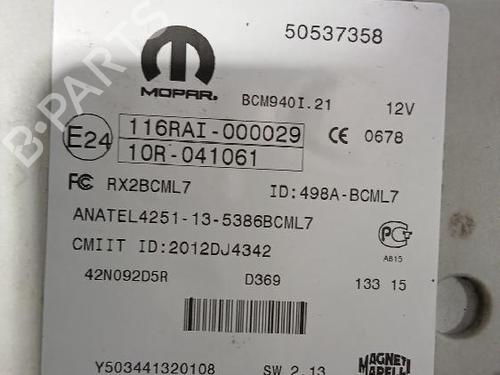 50537358
MOPAR.
BCM940I.21 12V
E24 116RAI-000029 CE 0678
10R-041061
FC RX2BCML7 ID:498A-BCML7
ANATEL4251-13-5386BCML7
CMIIT ID:2012DJ4342
PG
AB15
42N092D5R D369 133 15
Y503441320108 SW 2.13 MAGNETI
MARELLI
B-PARTS